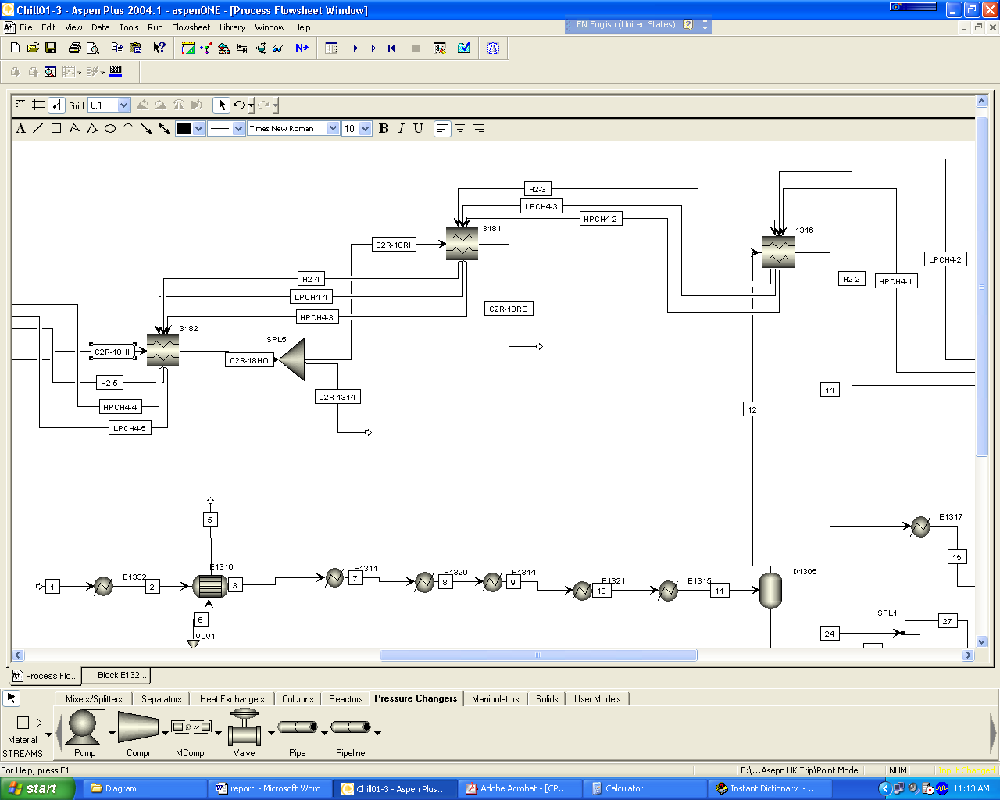 Chill01-3 - Aspen Plus 2004.1 - aspenONE - [Process Flowsheet Window]
File Edit View Data Tools Run Flowsheet Library Window Help
EN English (United States)
N»
Grid 0.1
A Times New Roman 10 B I U
H2-3
LPCH4-3
HPCH4-2
3181
1316
C2R-18RI
LPCH4-2
H2-4
H2-2
HPCH4-1
LPCH4-4
C2R-18RO
HPCH4-3
3182
SPL5
C2R-18HI
C2R-18HO
H2-5
14
C2R-1314
HPCH4-4
12
LPCH4-5
5
E1317
15
E1310
E1311
E1332
7
E1320
E1314
D1305
1
2
3
8
9
E1321
E1315
10
11
6
SPL1
VLV1
24
27
Process Flo...
Block E132...
Mixers/Splitters Separators Heat Exchangers Columns Reactors Pressure Changers Manipulators Solids User Models
Material
STREAMS
Pump Compr MCompr Valve Pipe Pipeline
For Help, press F1
E:\...Asepn UK Trip\Point Model NUM Input Changed
start Diagram reportI - Microsoft Word Chill01-3 - Aspen Plus... Adobe Acrobat - [CP... Calculator Instant Dictionary - ... 11:13 AM